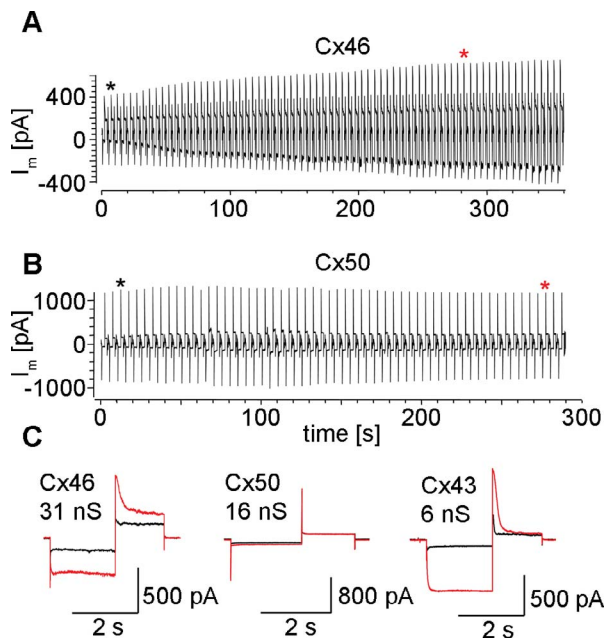 A
Cx46
*
*
I_m [pA]
400
0
-400
0 100 200 300
B
Cx50
*
*
I_m [pA]
1000
0
-1000
0 100 200 300
time [s]
C
Cx46
31 nS
500 pA
2 s
Cx50
16 nS
800 pA
2 s
Cx43
6 nS
500 pA
2 s